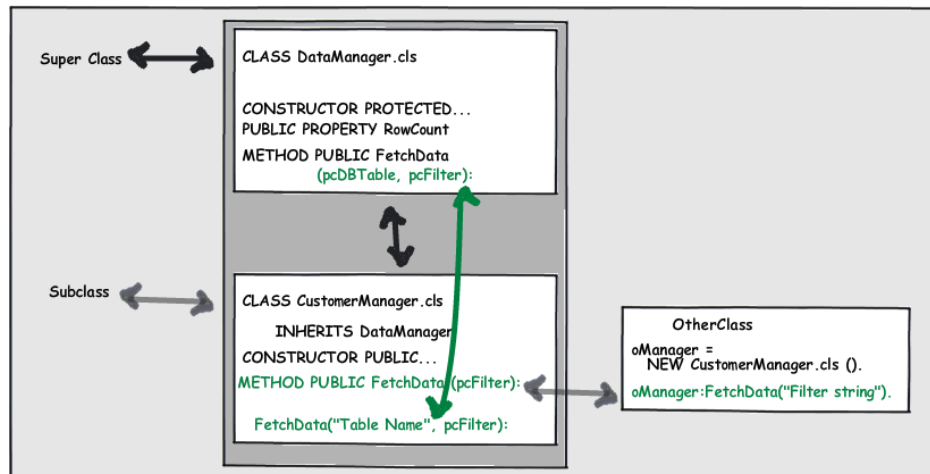 Super Class
CLASS DataManager.cls
CONSTRUCTOR PROTECTED...
PUBLIC PROPERTY RowCount
METHOD PUBLIC FetchData
(pcDBTable, pcFilter):
Subclass
CLASS CustomerManager.cls
INHERITS DataManager
CONSTRUCTOR PUBLIC...
METHOD PUBLIC FetchData (pcFilter):
FetchData("Table Name", pcFilter):
OtherClass
oManager =
NEW CustomerManager.cls ().
oManager:FetchData("Filter string").